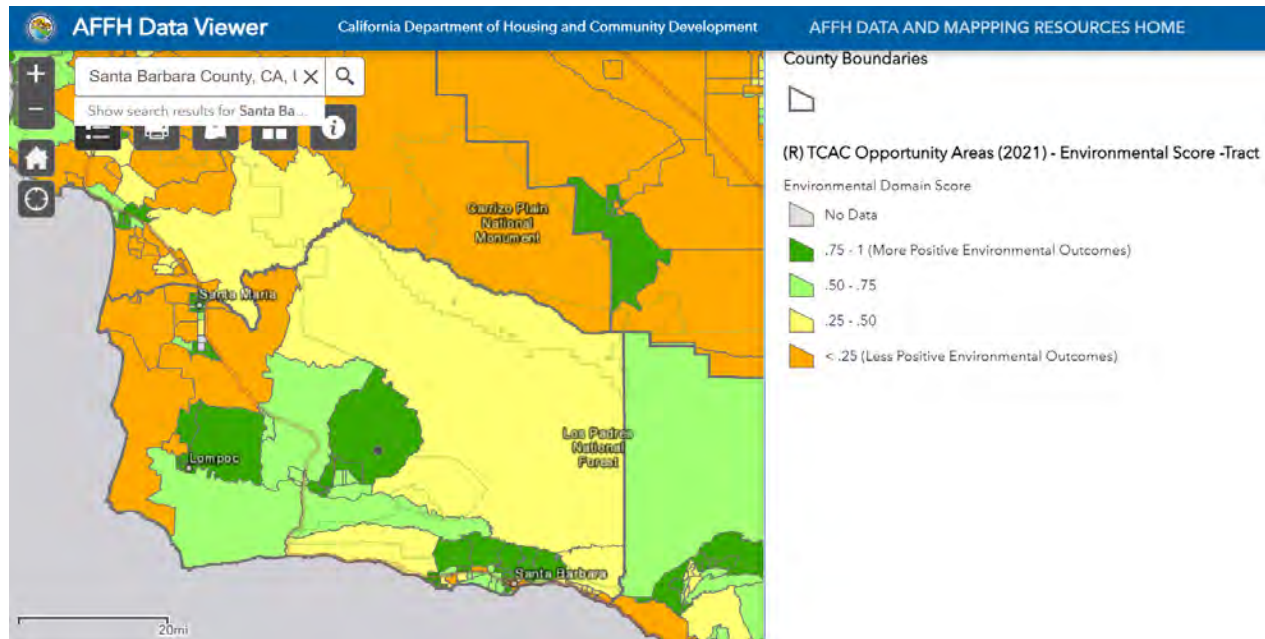 AFFH Data Viewer
California Department of Housing and Community Development
AFFH DATA AND MAPPPING RESOURCES HOME
+
Santa Barbara County, CA, U
−
Show search results for Santa Ba...
County Boundaries
(R) TCAC Opportunity Areas (2021) - Environmental Score -Tract
Environmental Domain Score
No Data
.75 - 1 (More Positive Environmental Outcomes)
.50 - .75
.25 - .50
< .25 (Less Positive Environmental Outcomes)
Carrizo Plain
National
Monument
Santa Maria
Los Padres
National
Forest
Lompoc
Santa Barbara
20mi